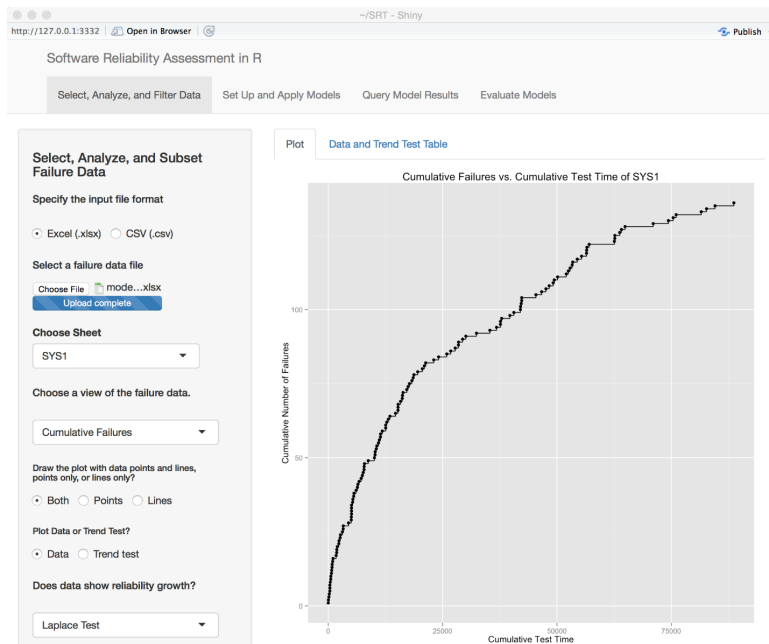 ~/SRT - Shiny
http://127.0.0.1:3332 Open in Browser Publish
Software Reliability Assessment in R
Select, Analyze, and Filter Data Set Up and Apply Models Query Model Results Evaluate Models
Select, Analyze, and Subset
Failure Data
Specify the input file format
Excel (.xlsx) CSV (.csv)
Select a failure data file
Choose File mode...xlsx
Upload complete
Choose Sheet
SYS1
Choose a view of the failure data.
Cumulative Failures
Draw the plot with data points and lines,
points only, or lines only?
Both Points Lines
Plot Data or Trend Test?
Data Trend test
Does data show reliability growth?
Laplace Test
Plot Data and Trend Test Table
Cumulative Failures vs. Cumulative Test Time of SYS1
Cumulative Number of Failures
100
50
0
0 25000 50000 75000
Cumulative Test Time